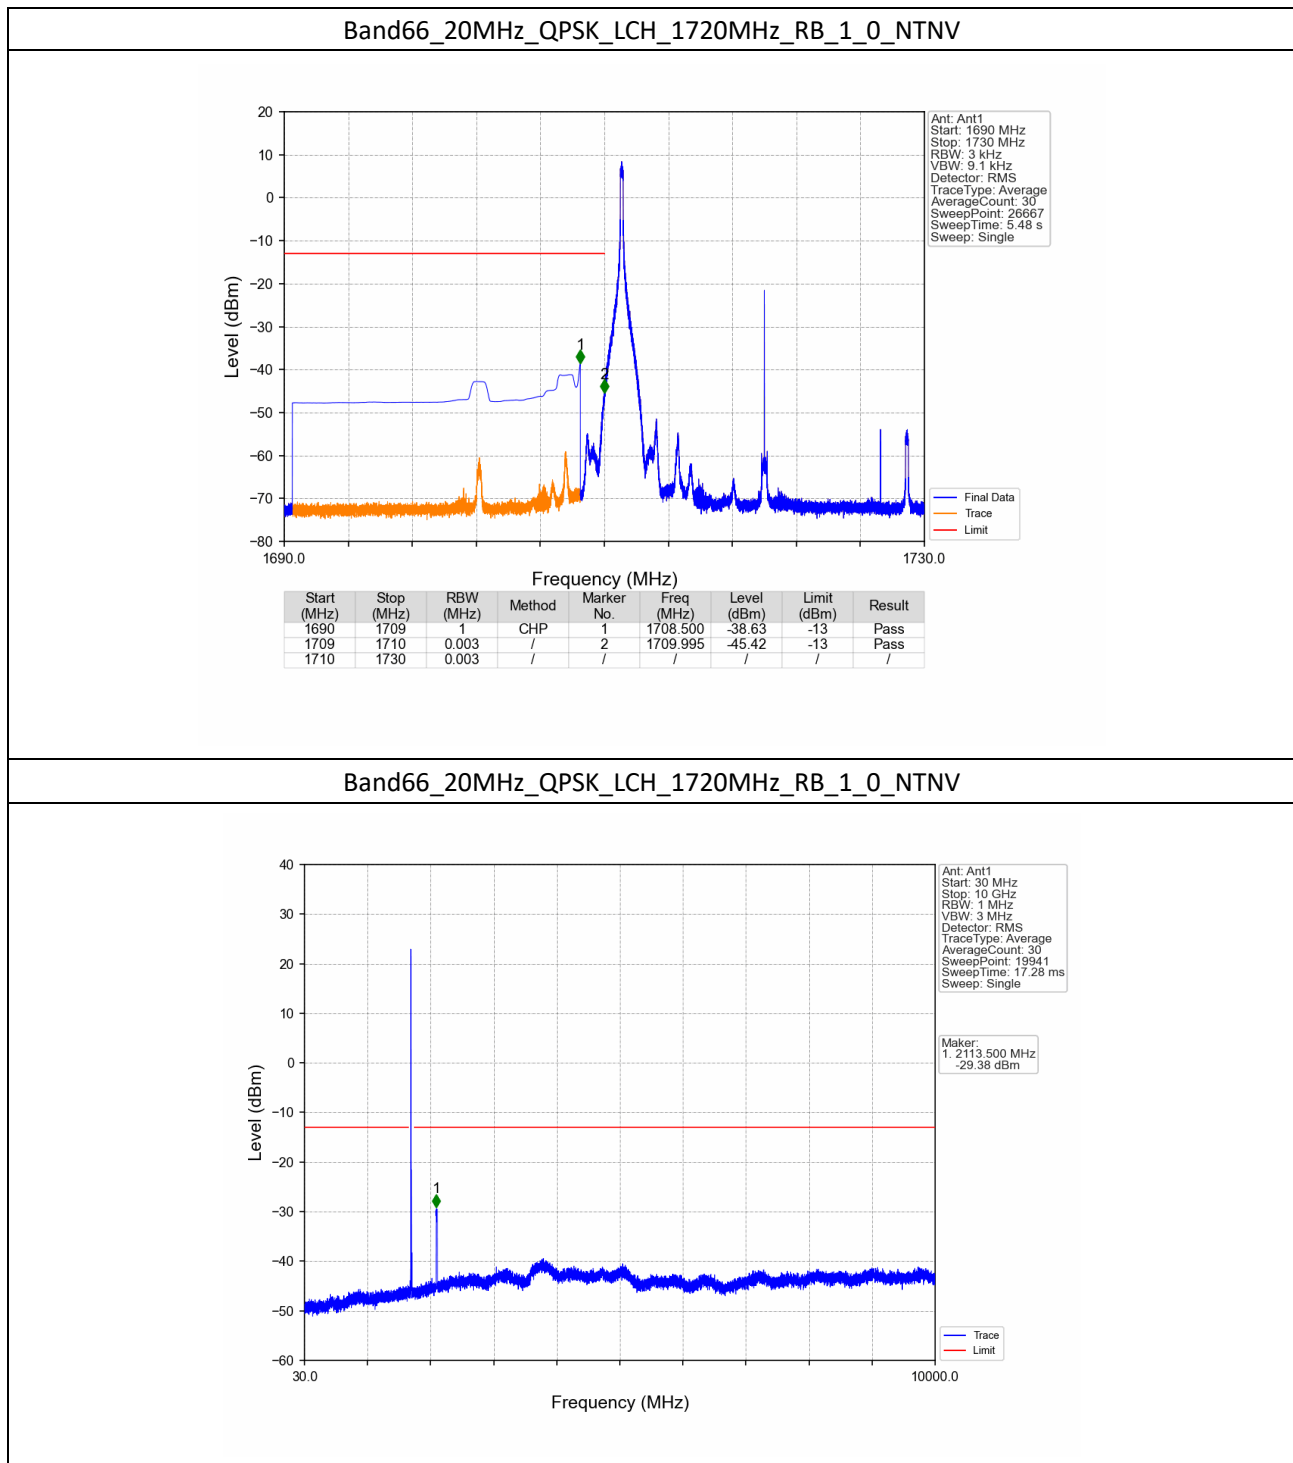 Band66_20MHz_QPSK_LCH_1720MHz_RB_1_0_NTNV
20
10
0
−10
−20
−30
−40
−50
−60
−70
−80
1690.0
1730.0
Level (dBm)
Frequency (MHz)
1
2
Ant: Ant1
Start: 1690 MHz
Stop: 1730 MHz
RBW: 3 kHz
VBW: 9.1 kHz
Detector: RMS
TraceType: Average
AverageCount: 30
SweepPoint: 26667
SweepTime: 5.48 s
Sweep: Single
Final Data
Trace
Limit
Start (MHz) Stop (MHz) RBW (MHz) Method Marker No. Freq (MHz) Level (dBm) Limit (dBm) Result
1690 1709 1 CHP 1 1708.500 -38.63 -13 Pass
1709 1710 0.003 / 2 1709.995 -45.42 -13 Pass
1710 1730 0.003 / / / / / /
Band66_20MHz_QPSK_LCH_1720MHz_RB_1_0_NTNV
40
30
20
10
0
−10
−20
−30
−40
−50
−60
30.0
10000.0
Level (dBm)
Frequency (MHz)
1
Ant: Ant1
Start: 30 MHz
Stop: 10 GHz
RBW: 1 MHz
VBW: 3 MHz
Detector: RMS
TraceType: Average
AverageCount: 30
SweepPoint: 19941
SweepTime: 17.28 ms
Sweep: Single
Maker:
1. 2113.500 MHz
-29.38 dBm
Trace
Limit